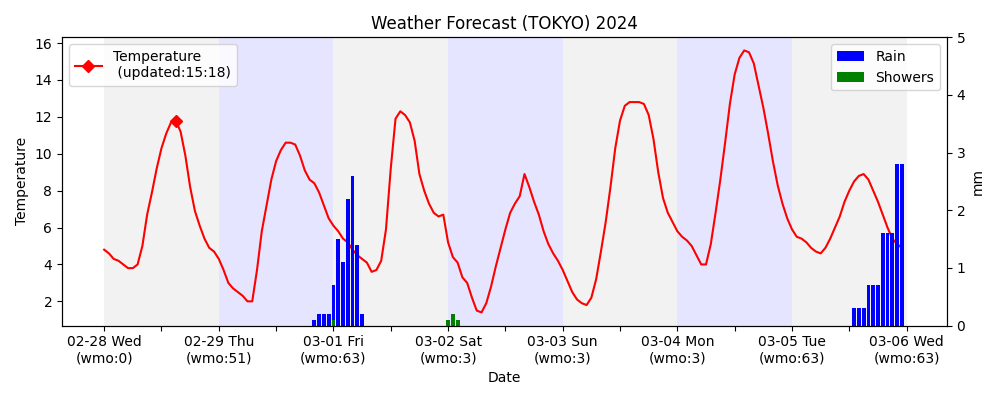 Weather Forecast (TOKYO) 2024
Temperature
(updated:15:18)
Rain
Showers
Temperature
16
14
12
10
8
6
4
2
5
4
3
2
1
0
mm
02-28 Wed
(wmo:0)
02-29 Thu
(wmo:51)
03-01 Fri
(wmo:63)
03-02 Sat
(wmo:3)
03-03 Sun
(wmo:3)
03-04 Mon
(wmo:3)
03-05 Tue
(wmo:63)
03-06 Wed
(wmo:63)
Date